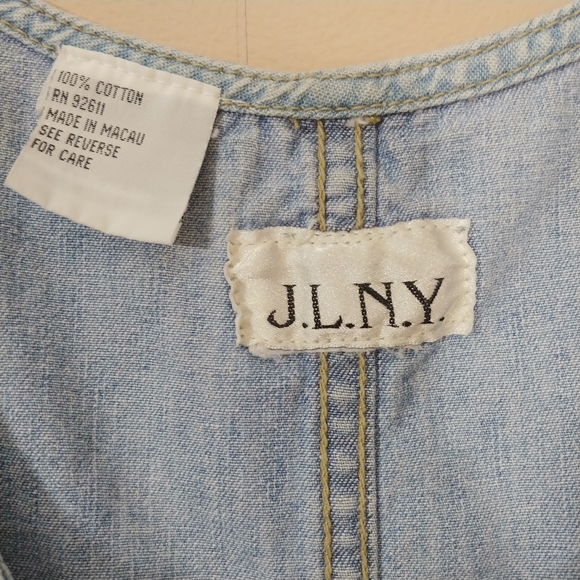 100% COTTON
RN 92611
MADE IN MACAU
SEE REVERSE
FOR CARE
J.L.N.Y.